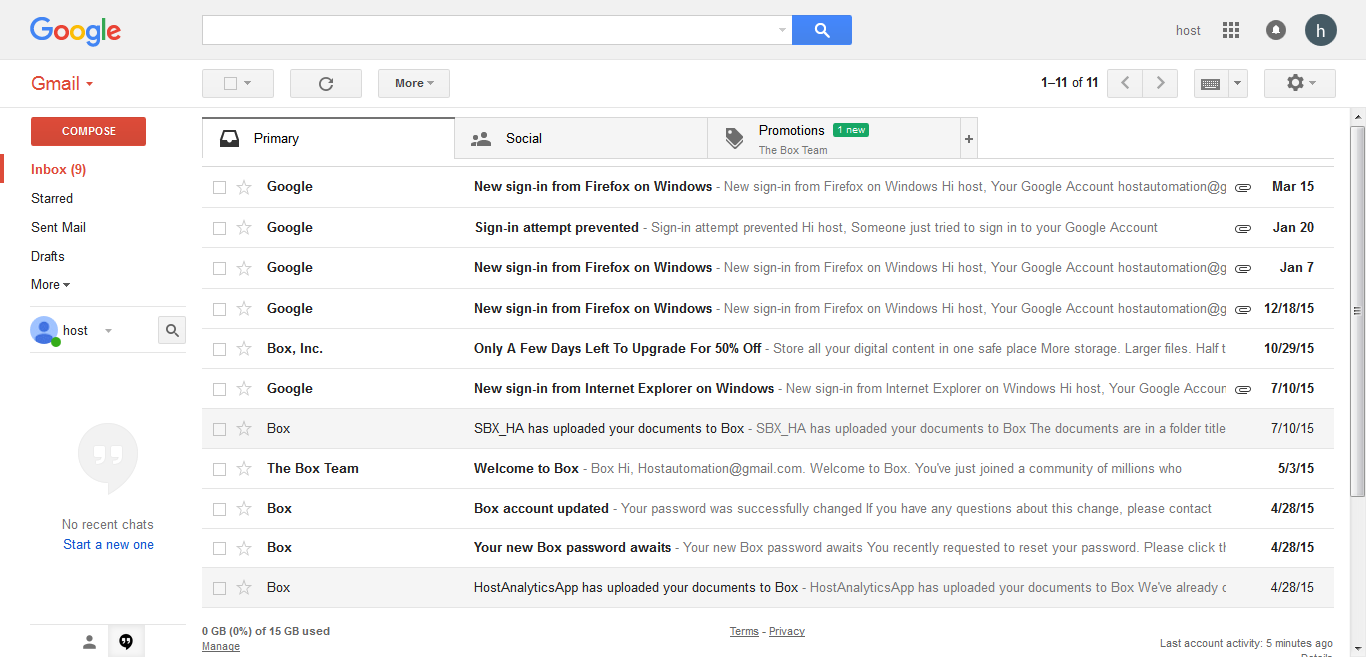 Google
host
h
Gmail
More
1–11 of 11
COMPOSE
Inbox (9)
Starred
Sent Mail
Drafts
More
host
No recent chats
Start a new one
Primary
Social
Promotions 1 new
The Box Team
+
Google New sign-in from Firefox on Windows - New sign-in from Firefox on Windows Hi host, Your Google Account hostautomation@g Mar 15
Google Sign-in attempt prevented - Sign-in attempt prevented Hi host, Someone just tried to sign in to your Google Account Jan 20
Google New sign-in from Firefox on Windows - New sign-in from Firefox on Windows Hi host, Your Google Account hostautomation@g Jan 7
Google New sign-in from Firefox on Windows - New sign-in from Firefox on Windows Hi host, Your Google Account hostautomation@g 12/18/15
Box, Inc. Only A Few Days Left To Upgrade For 50% Off - Store all your digital content in one safe place More storage. Larger files. Half t 10/29/15
Google New sign-in from Internet Explorer on Windows - New sign-in from Internet Explorer on Windows Hi host, Your Google Accour 7/10/15
Box SBX_HA has uploaded your documents to Box - SBX_HA has uploaded your documents to Box The documents are in a folder title 7/10/15
The Box Team Welcome to Box - Box Hi, Hostautomation@gmail.com. Welcome to Box. You've just joined a community of millions who 5/3/15
Box Box account updated - Your password was successfully changed If you have any questions about this change, please contact 4/28/15
Box Your new Box password awaits - Your new Box password awaits You recently requested to reset your password. Please click th 4/28/15
Box HostAnalyticsApp has uploaded your documents to Box - HostAnalyticsApp has uploaded your documents to Box We've already c 4/28/15
0 GB (0%) of 15 GB used
Manage
Terms - Privacy
Last account activity: 5 minutes ago
Details